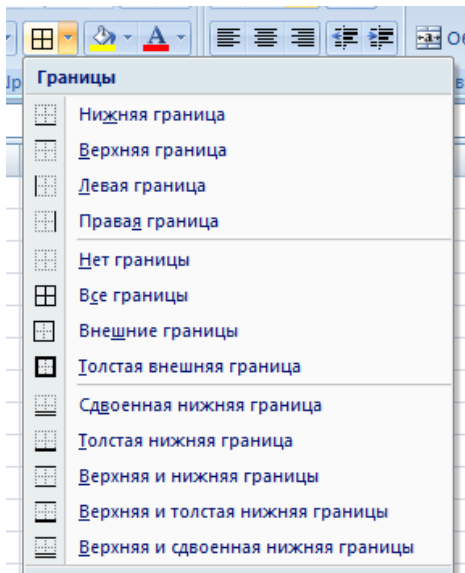 Границы
Нижняя граница
Верхняя граница
Левая граница
Правая граница
Нет границы
Все границы
Внешние границы
Толстая внешняя граница
Сдвоенная нижняя граница
Толстая нижняя граница
Верхняя и нижняя границы
Верхняя и толстая нижняя границы
Верхняя и сдвоенная нижняя границы